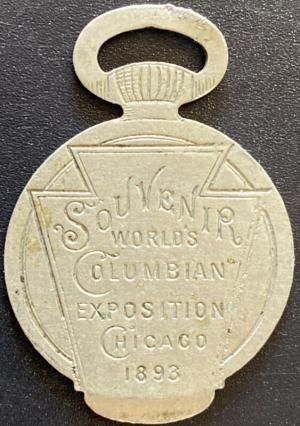 SOUVENIR
WORLD'S
COLUMBIAN
EXPOSITION
CHICAGO
1893